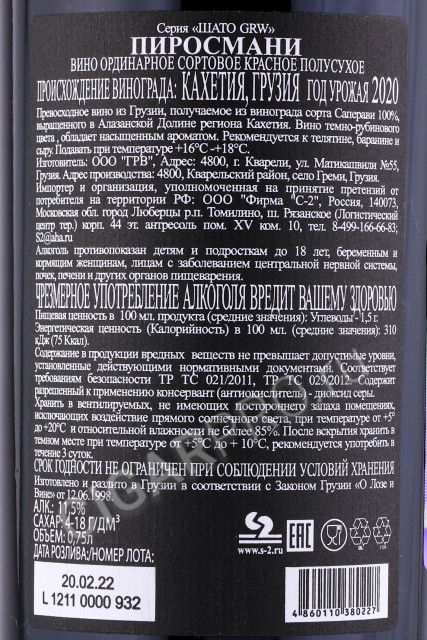 Серия «ШАТО GRW»
ПИРОСМАНИ
ВИНО ОРДИНАРНОЕ СОРТОВОЕ КРАСНОЕ ПОЛУСУХОЕ
ПРОИСХОЖДЕНИЕ ВИНОГРАДА: КАХЕТИЯ, ГРУЗИЯ ГОД УРОЖАЯ 2020
Превосходное вино из Грузии, получаемое из винограда сорта Саперави 100%,
выращенного в Алазанской Долине региона Кахетия. Вино темно-рубинового
цвета , обладает насыщенным ароматом. Рекомендуется к телятине, баранине и
сыру. Подавать при температуре +16°С -+18°С.
Изготовитель: ООО "ГРВ", Адрес: 4800, г. Кварели, ул. Матикашвили №55,
Грузия. Адрес производства: 4800, Кварельский район, село Греми, Грузия.
Импортер и организация, уполномоченная на принятие претензий от
потребителя на территории РФ: ООО "Фирма "С-2", Россия, 140073,
Московская обл. город Люберцы р.п. Томилино, ш. Рязанское (Логистический
центр тер.) корп. 44 эт. антресоль пом. XV ком. 10, тел. 8-499-166-66-83;
S2@aha.ru
Алкоголь противопоказан детям и подросткам до 18 лет, беременным и
кормящим женщинам, лицам с заболеванием центральной нервной системы,
почек, печени и других органов пищеварения.
ЧРЕЗМЕРНОЕ УПОТРЕБЛЕНИЕ АЛКОГОЛЯ ВРЕДИТ ВАШЕМУ ЗДОРОВЬЮ
Пищевая ценность в 100 мл. продукта (средние значения): Углеводы - 1,5 г.
Энергетическая ценность (Калорийность) в 100 мл. (средние значения): 310
кДж (75 Ккал).
Содержание в продукции вредных веществ не превышает допустимые уровни,
установленные действующими нормативными документами. Соответствует
требованиям безопасности ТР ТС 021/2011, ТР ТС 029/2012. Содержит
разрешенный к применению консервант (антиокислитель) - диоксид серы.
Хранить в вентилируемых, не имеющих постороннего запаха помещениях,
исключающих воздействие прямого солнечного света, при температуре от +5°
до +20°С и относительной влажности не более 85%. После вскрытия хранить в
темном месте при температуре от +5°С до + 10°С, рекомендуется употребить в
течение 3 суток.
СРОК ГОДНОСТИ НЕ ОГРАНИЧЕН ПРИ СОБЛЮДЕНИИ УСЛОВИЙ ХРАНЕНИЯ
Изготовлено и разлито в Грузии в соответствии с Законом Грузии «О Лозе и
Вине» от 12.06.1998.
АЛК.: 11,5%
САХАР: 4-18 Г/ДМ³
ОБЪЕМ: 0,75л
ДАТА РОЗЛИВА:/НОМЕР ЛОТА:
20.02.22
L 1211 0000 932
www.s-2.ru
EAC
4 860110 380227